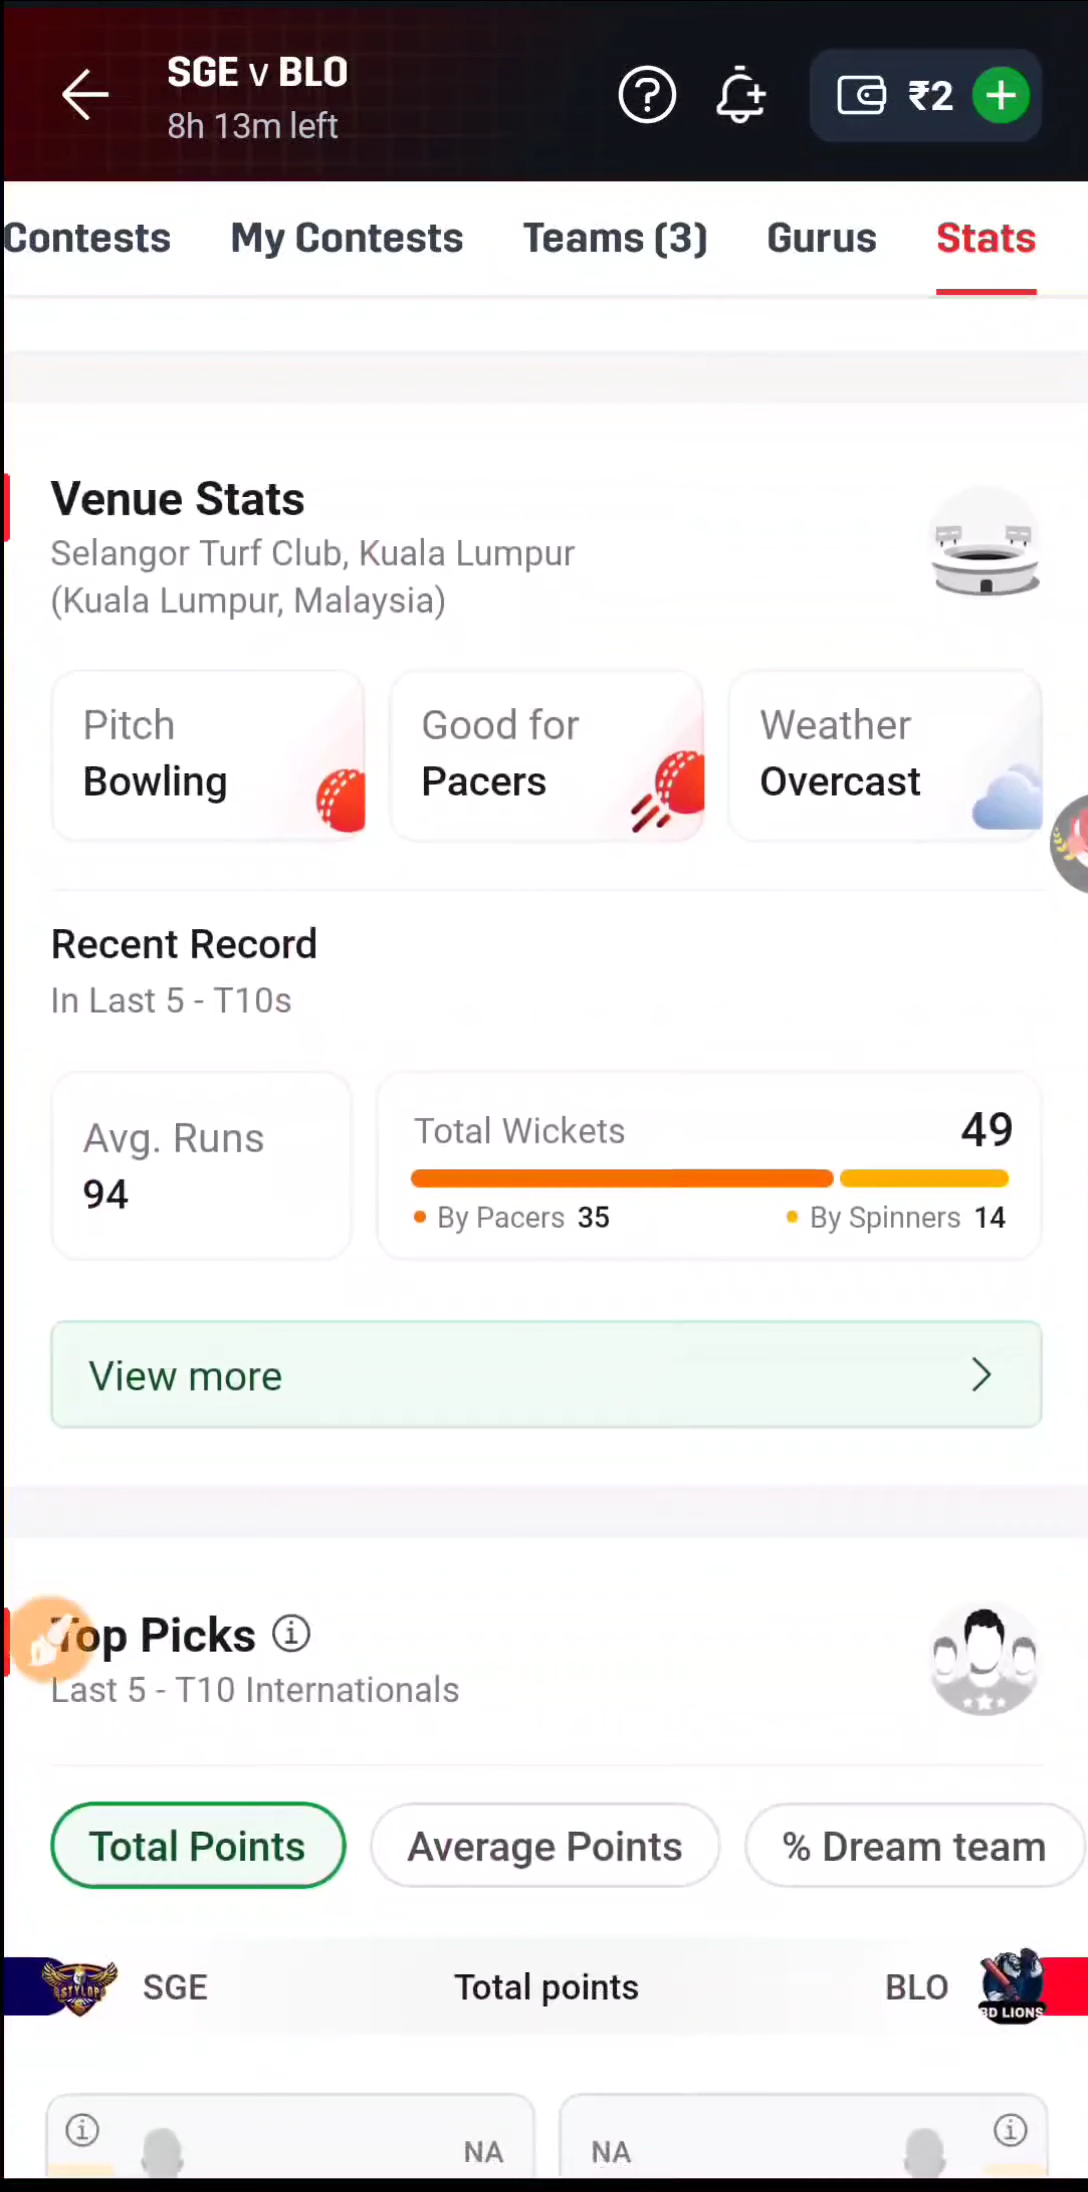 SGE v BLO
8h 13m left
₹2
Contests My Contests Teams (3) Gurus Stats
Venue Stats
Selangor Turf Club, Kuala Lumpur
(Kuala Lumpur, Malaysia)
Pitch
Bowling
Good for
Pacers
Weather
Overcast
Recent Record
In Last 5 - T10s
Avg. Runs
94
Total Wickets 49
By Pacers 35 By Spinners 14
View more
Top Picks
Last 5 - T10 Internationals
Total Points Average Points % Dream team
SGE Total points BLO
BD LIONS
NA NA